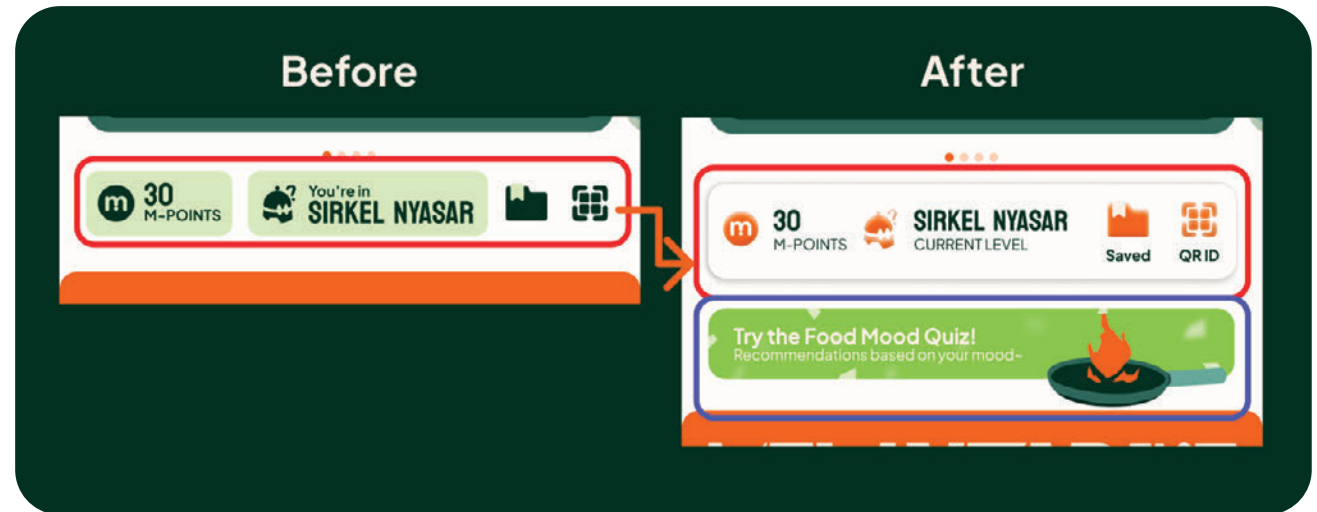 Before
After
30
M-POINTS
You're in
SIRKEL NYASAR
30
M-POINTS
SIRKEL NYASAR
CURRENT LEVEL
Saved
QR ID
Try the Food Mood Quiz!
Recommendations based on your mood~